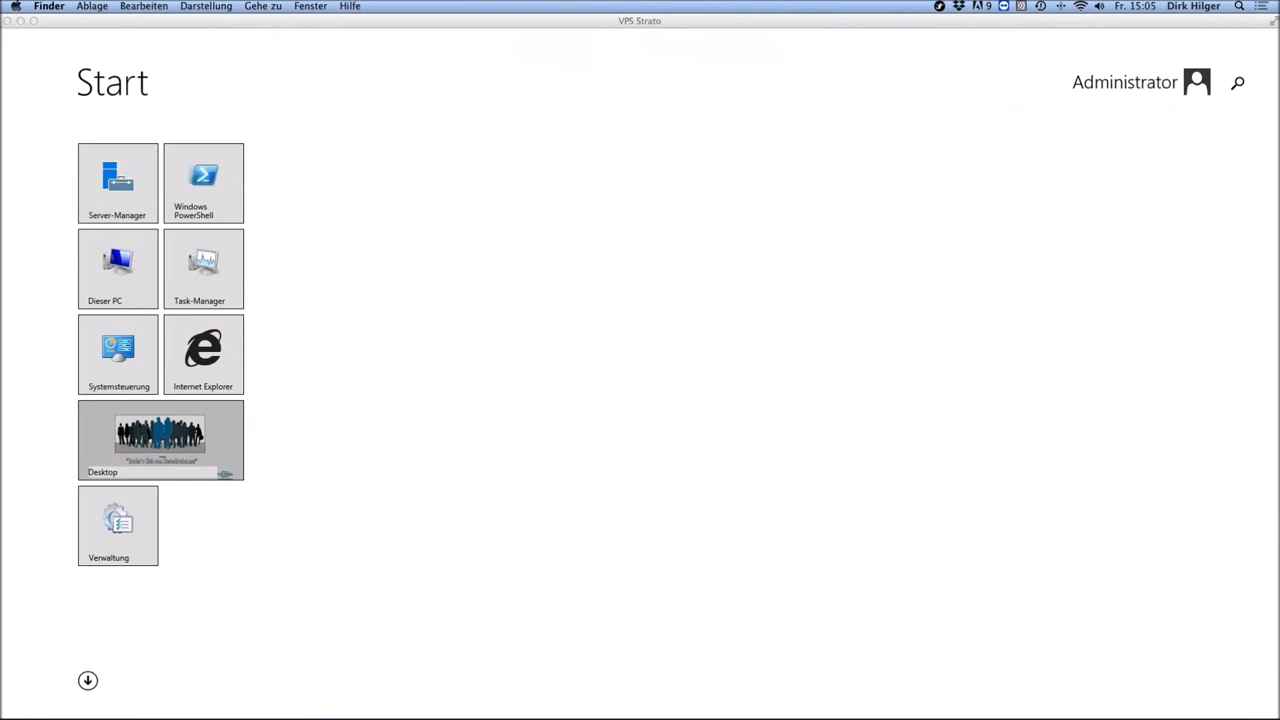 Finder Ablage Bearbeiten Darstellung Gehe zu Fenster Hilfe 9 Fr. 15:05 Dirk Hilger
VPS Strato
Start
Administrator
Server-Manager
Windows
PowerShell
Dieser PC
Task-Manager
Systemsteuerung
Internet Explorer
Desktop
Verwaltung